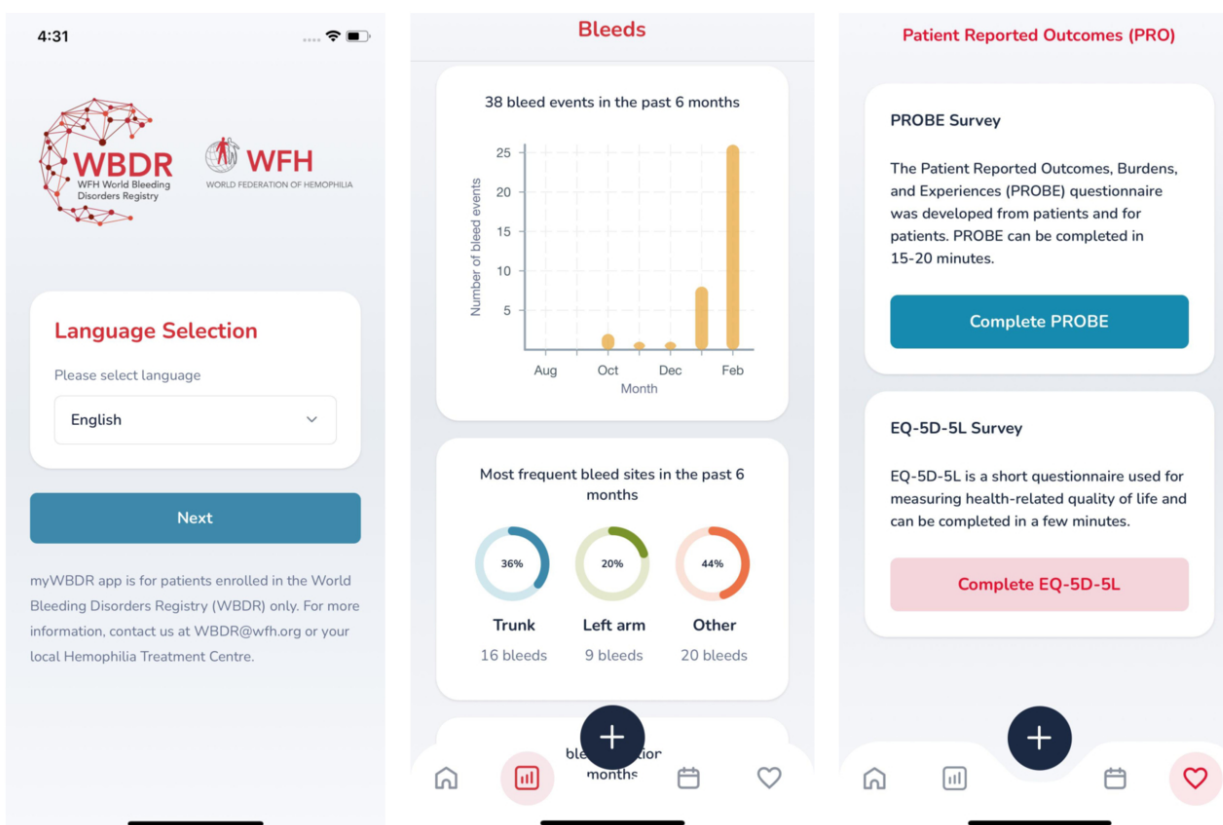 4:31
WBDR
WFH World Bleeding
Disorders Registry
WFH
WORLD FEDERATION OF HEMOPHILIA
Language Selection
Please select language
English
Next
myWBDR app is for patients enrolled in the World
Bleeding Disorders Registry (WBDR) only. For more
information, contact us at WBDR@wfh.org or your
local Hemophilia Treatment Centre.
Bleeds
38 bleed events in the past 6 months
Number of bleed events
25
20
15
10
5
Aug Oct Dec Feb
Month
Most frequent bleed sites in the past 6
months
36% 20% 44%
Trunk Left arm Other
16 bleeds 9 bleeds 20 bleeds
months
Patient Reported Outcomes (PRO)
PROBE Survey
The Patient Reported Outcomes, Burdens,
and Experiences (PROBE) questionnaire
was developed from patients and for
patients. PROBE can be completed in
15-20 minutes.
Complete PROBE
EQ-5D-5L Survey
EQ-5D-5L is a short questionnaire used for
measuring health-related quality of life and
can be completed in a few minutes.
Complete EQ-5D-5L